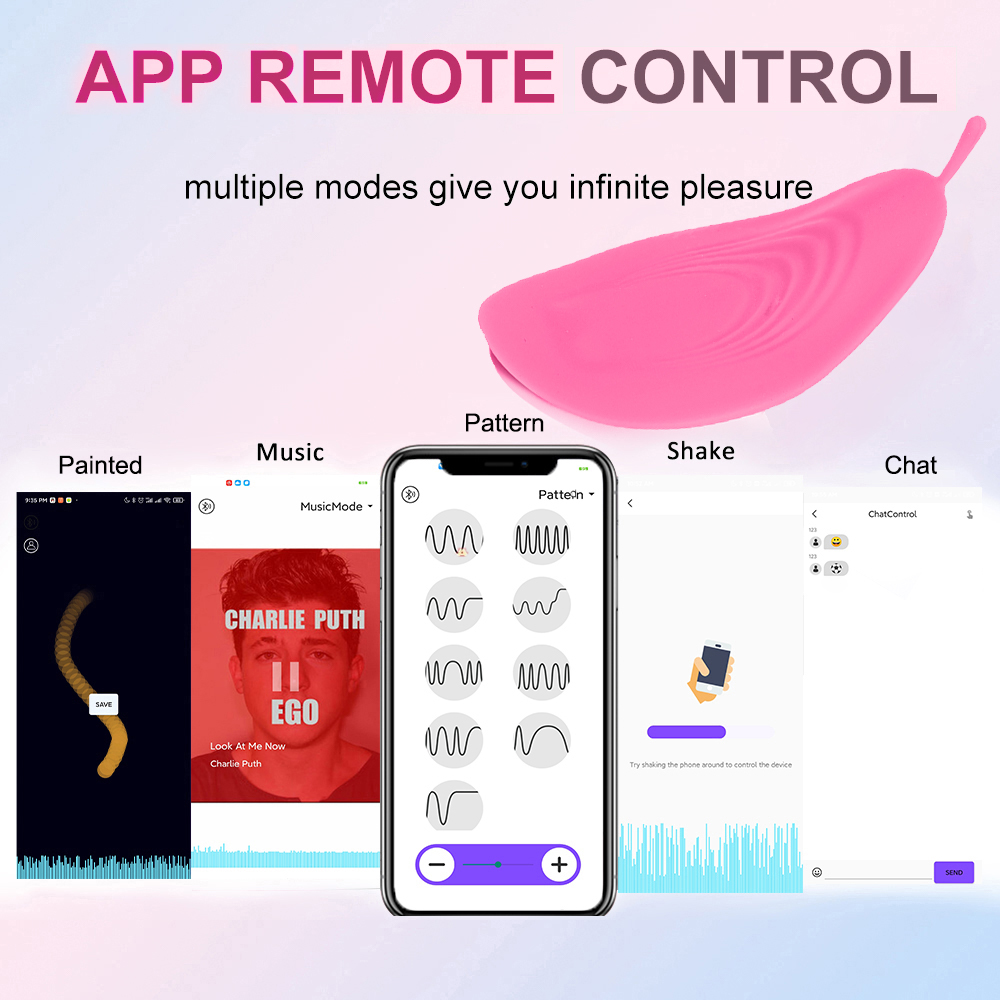 APP REMOTE CONTROL
multiple modes give you infinite pleasure
Painted
Music
Pattern
Shake
Chat
9:35 PM
SAVE
MusicMode
CHARLIE PUTH
EGO
Look At Me Now
Charlie Puth
Pattern
Try shaking the phone around to control the device
ChatControl
123
123
SEND